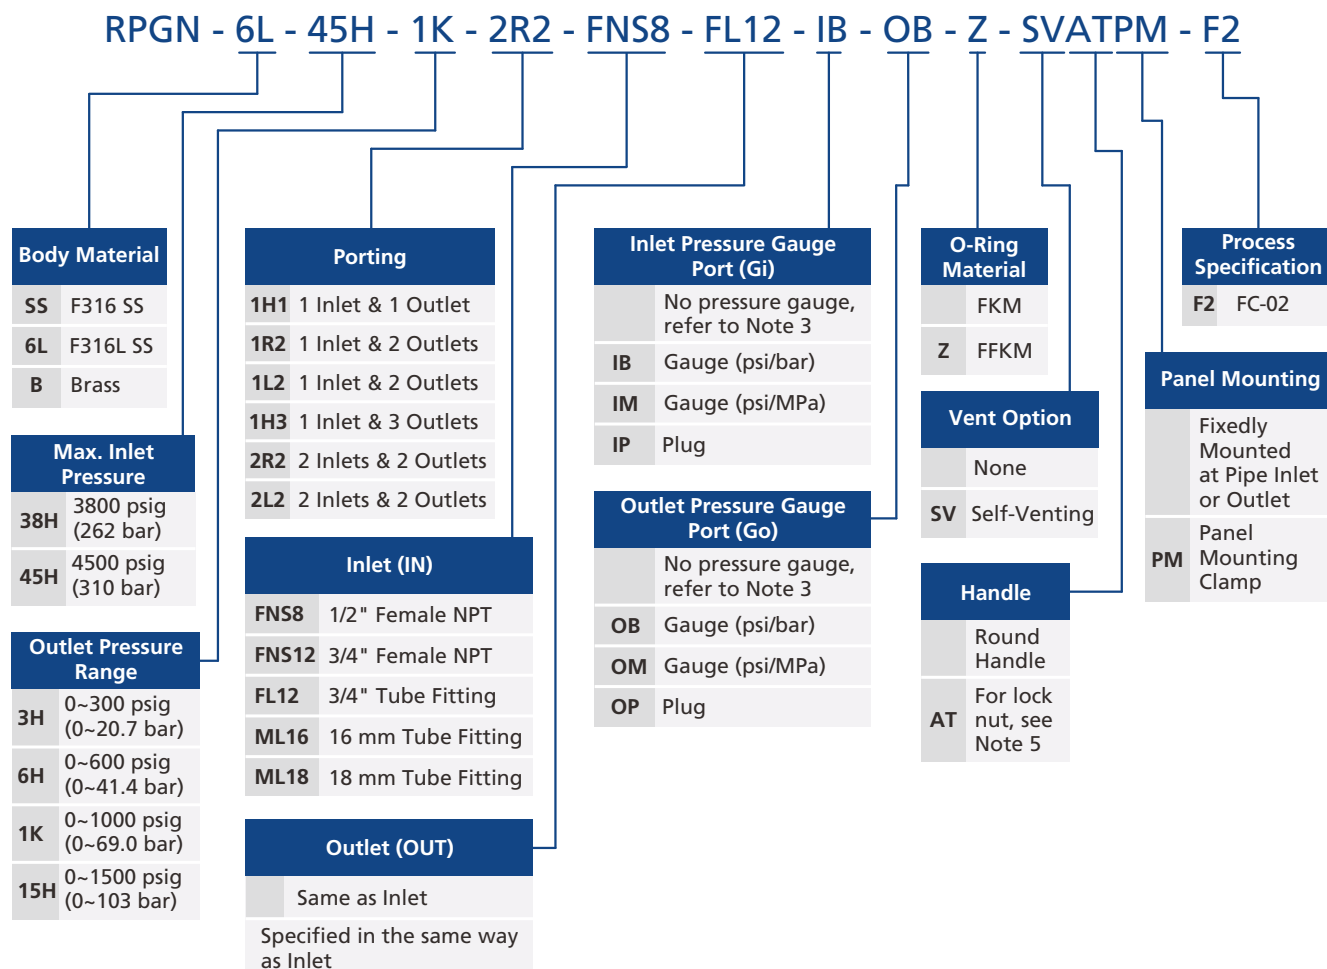 RPGN - 6L - 45H - 1K - 2R2 - FNS8 - FL12 - IB - OB - Z - SVATPM - F2
Body Material
SS F316 SS
6L F316L SS
B Brass
Max. Inlet
Pressure
38H 3800 psig
(262 bar)
45H 4500 psig
(310 bar)
Outlet Pressure
Range
3H 0~300 psig
(0~20.7 bar)
6H 0~600 psig
(0~41.4 bar)
1K 0~1000 psig
(0~69.0 bar)
15H 0~1500 psig
(0~103 bar)
Porting
1H1 1 Inlet & 1 Outlet
1R2 1 Inlet & 2 Outlets
1L2 1 Inlet & 2 Outlets
1H3 1 Inlet & 3 Outlets
2R2 2 Inlets & 2 Outlets
2L2 2 Inlets & 2 Outlets
Inlet (IN)
FNS8 1/2" Female NPT
FNS12 3/4" Female NPT
FL12 3/4" Tube Fitting
ML16 16 mm Tube Fitting
ML18 18 mm Tube Fitting
Outlet (OUT)
Same as Inlet
Specified in the same way
as Inlet
Inlet Pressure Gauge
Port (Gi)
No pressure gauge,
refer to Note 3
IB Gauge (psi/bar)
IM Gauge (psi/MPa)
IP Plug
Outlet Pressure Gauge
Port (Go)
No pressure gauge,
refer to Note 3
OB Gauge (psi/bar)
OM Gauge (psi/MPa)
OP Plug
O-Ring
Material
FKM
Z FFKM
Vent Option
None
SV Self-Venting
Handle
Round
Handle
AT For lock
nut, see
Note 5
Process
Specification
F2 FC-02
Panel Mounting
Fixedly
Mounted
at Pipe Inlet
or Outlet
PM Panel
Mounting
Clamp